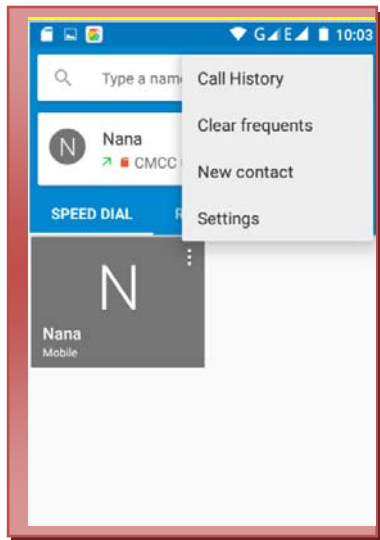 G E 10:03
Type a nam
Call History
Clear frequents
New contact
Settings
N
Nana
CMCC
SPEED DIAL
R
N
Nana
Mobile